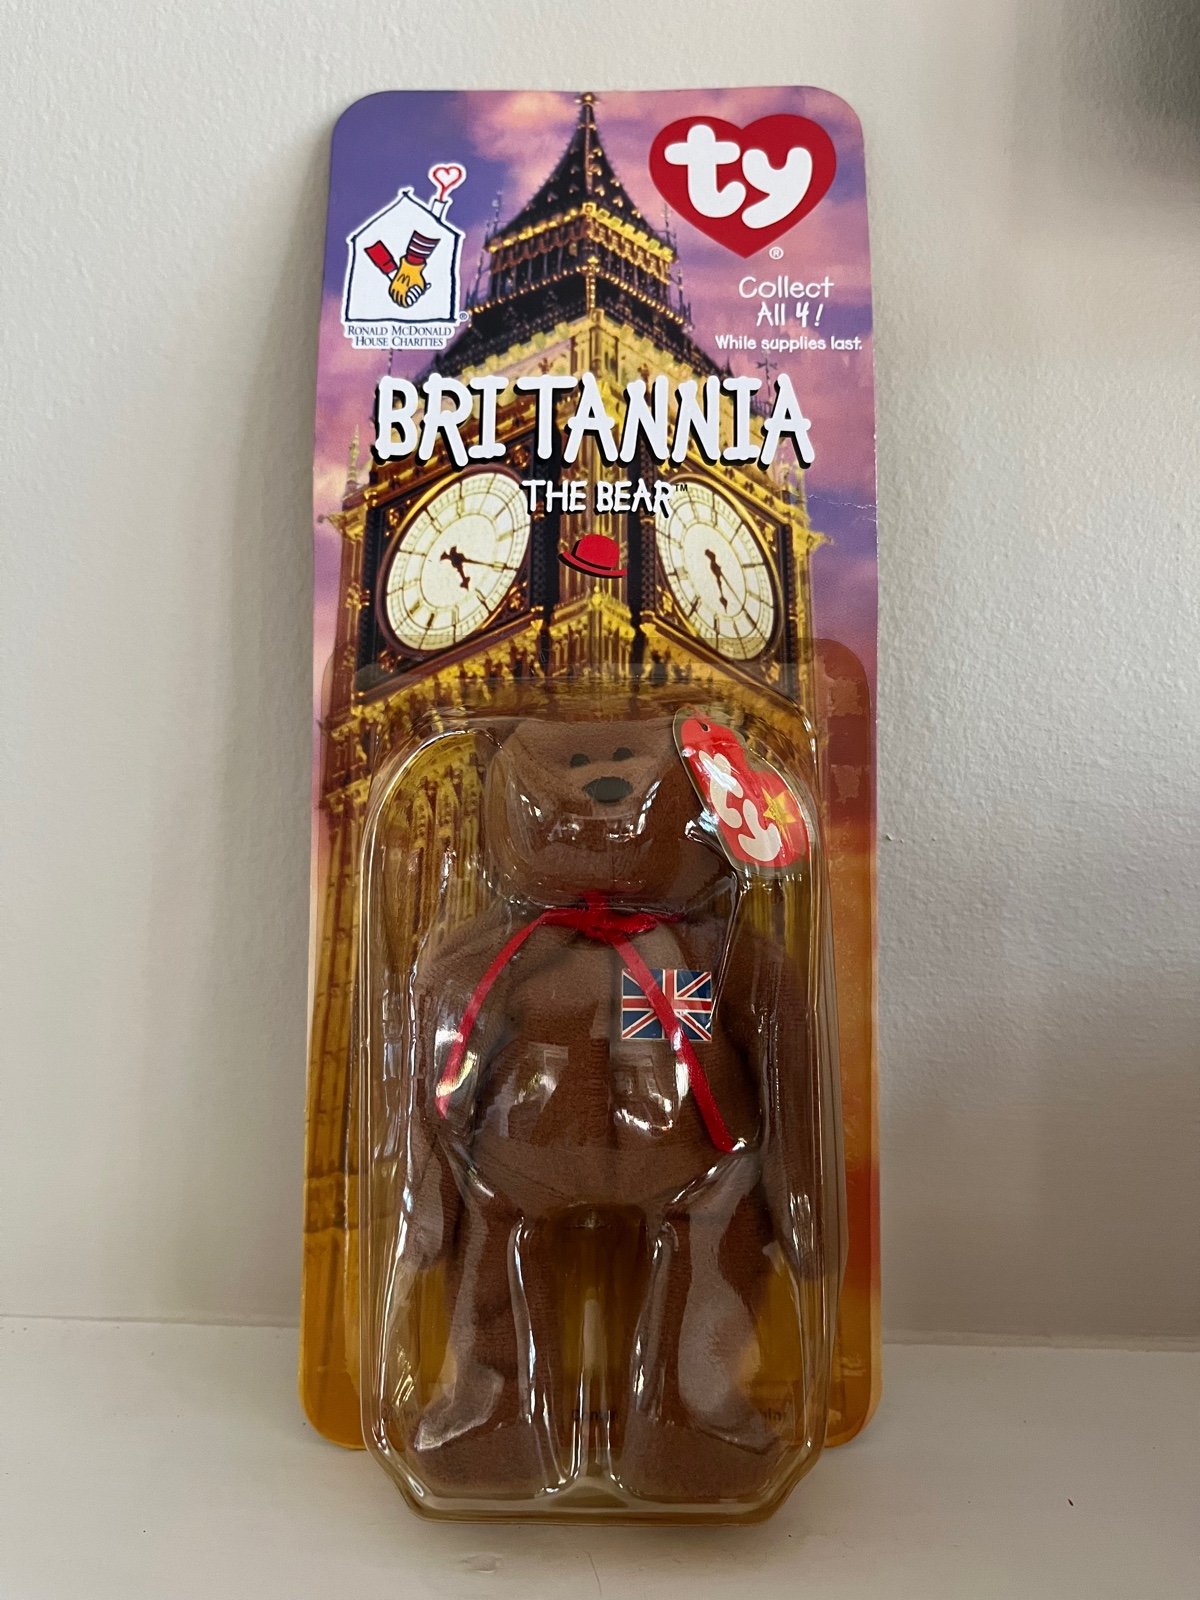 ty
®
Collect
All 4!
While supplies last.
RONALD MCDONALD
HOUSE CHARITIES
®
BRITANNIA
THE BEAR™
ty